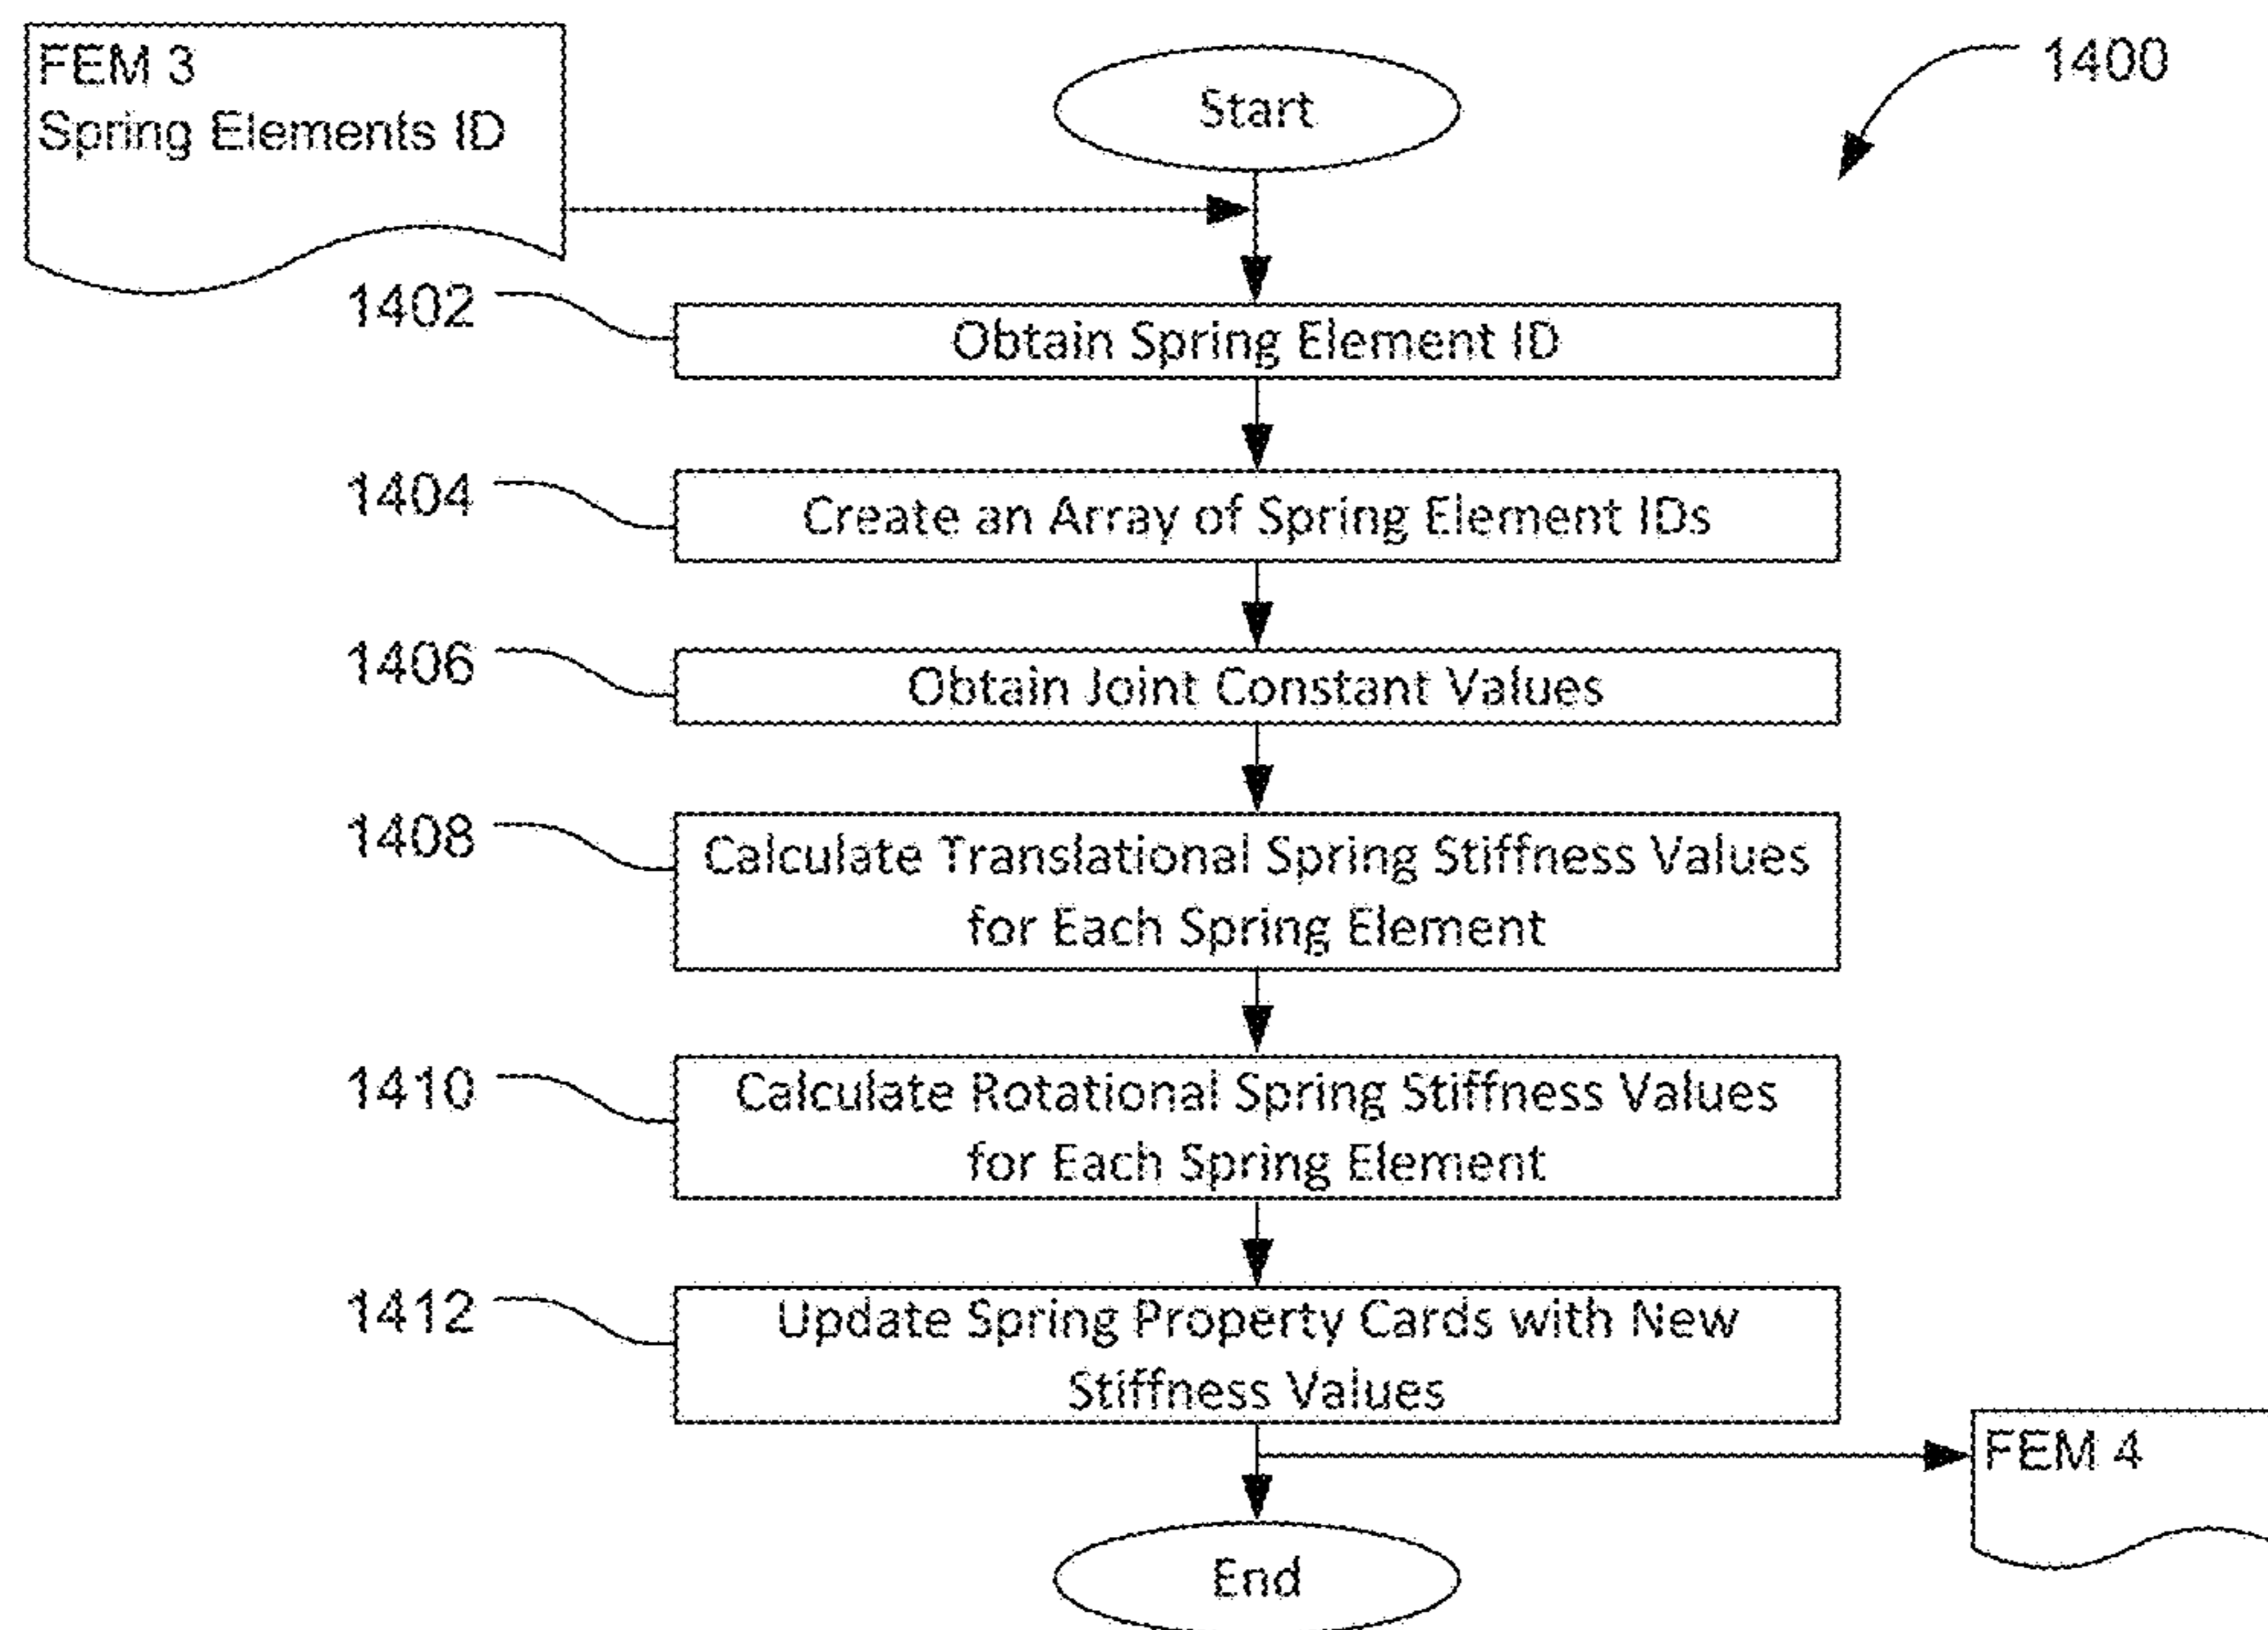 FEM 3
Spring Elements ID
Start
1400
1402
Obtain Spring Element ID
1404
Create an Array of Spring Element IDs
1406
Obtain Joint Constant Values
1408
Calculate Translational Spring Stiffness Values
for Each Spring Element
1410
Calculate Rotational Spring Stiffness Values
for Each Spring Element
1412
Update Spring Property Cards with New
Stiffness Values
FEM 4
End